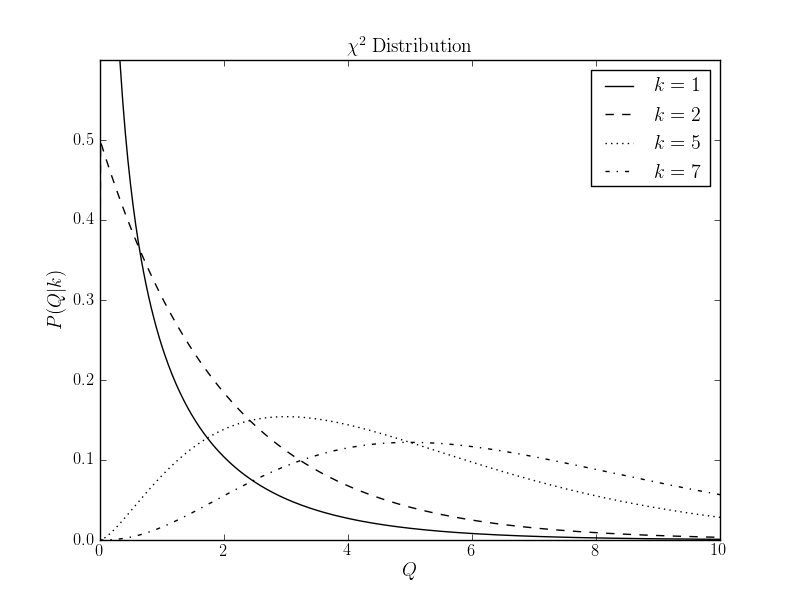 χ² Distribution
k = 1
k = 2
k = 5
k = 7
P(Q|k)
0.5
0.4
0.3
0.2
0.1
0.0
0 2 4 6 8 10
Q